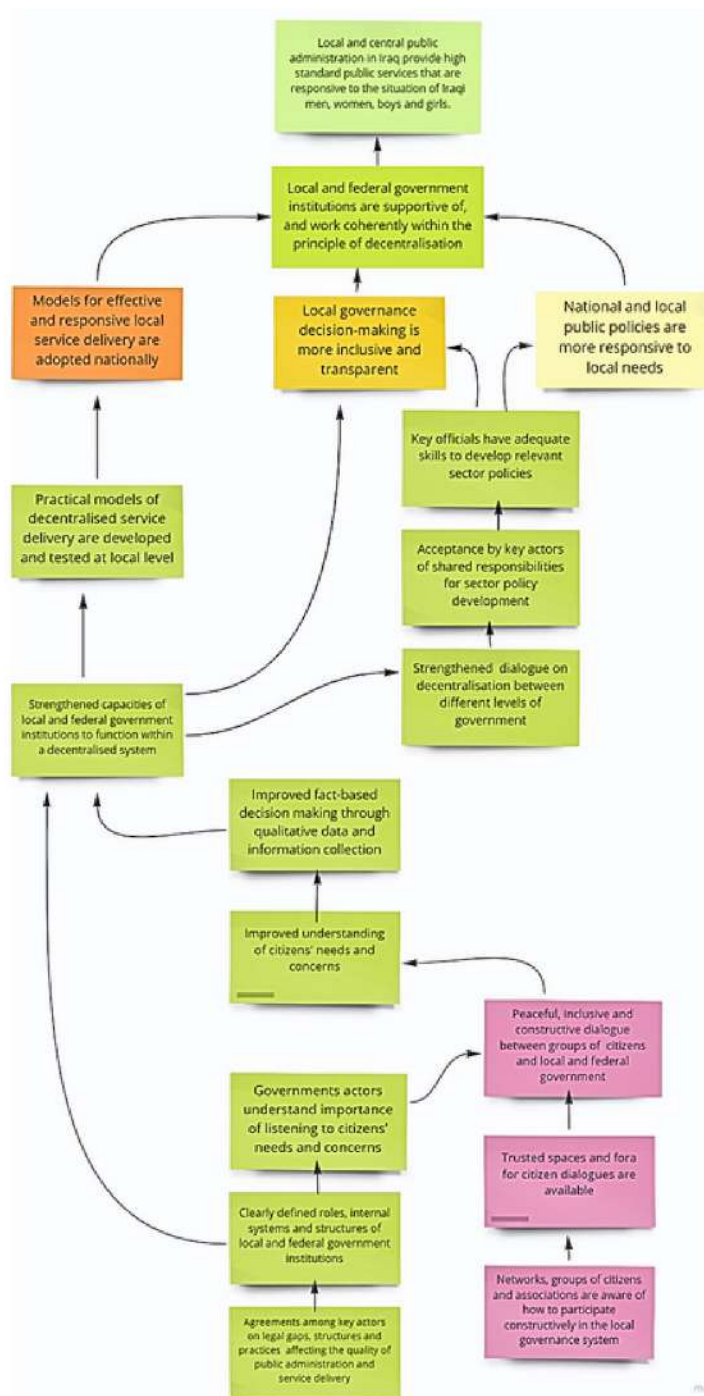 Local and central public
administration in Iraq provide high
standard public services that are
responsive to the situation of Iraqi
men, women, boys and girls.
Local and federal government
institutions are supportive of,
and work coherently within the
principle of decentralisation
Models for effective
and responsive local
service delivery are
adopted nationally
Local governance
decision-making is
more inclusive and
transparent
National and local
public policies are
more responsive to
local needs
Key officials have adequate
skills to develop relevant
sector policies
Practical models of
decentralised service
delivery are developed
and tested at local level
Acceptance by key actors
of shared responsibilities
for sector policy
development
Strengthened dialogue on
decentralisation between
different levels of
government
Strengthened capacities of
local and federal government
institutions to function within
a decentralised system
Improved fact-based
decision making through
qualitative data and
information collection
Improved understanding
of citizens' needs and
concerns
Peaceful, inclusive and
constructive dialogue
between groups of citizens
and local and federal
government
Governments actors
understand importance
of listening to citizens'
needs and concerns
Trusted spaces and fora
for citizen dialogues are
available
Clearly defined roles, internal
systems and structures of
local and federal government
institutions
Networks, groups of citizens
and associations are aware of
how to participate
constructively in the local
governance system
Agreements among key actors
on legal gaps, structures and
practices affecting the quality of
public administration and
service delivery